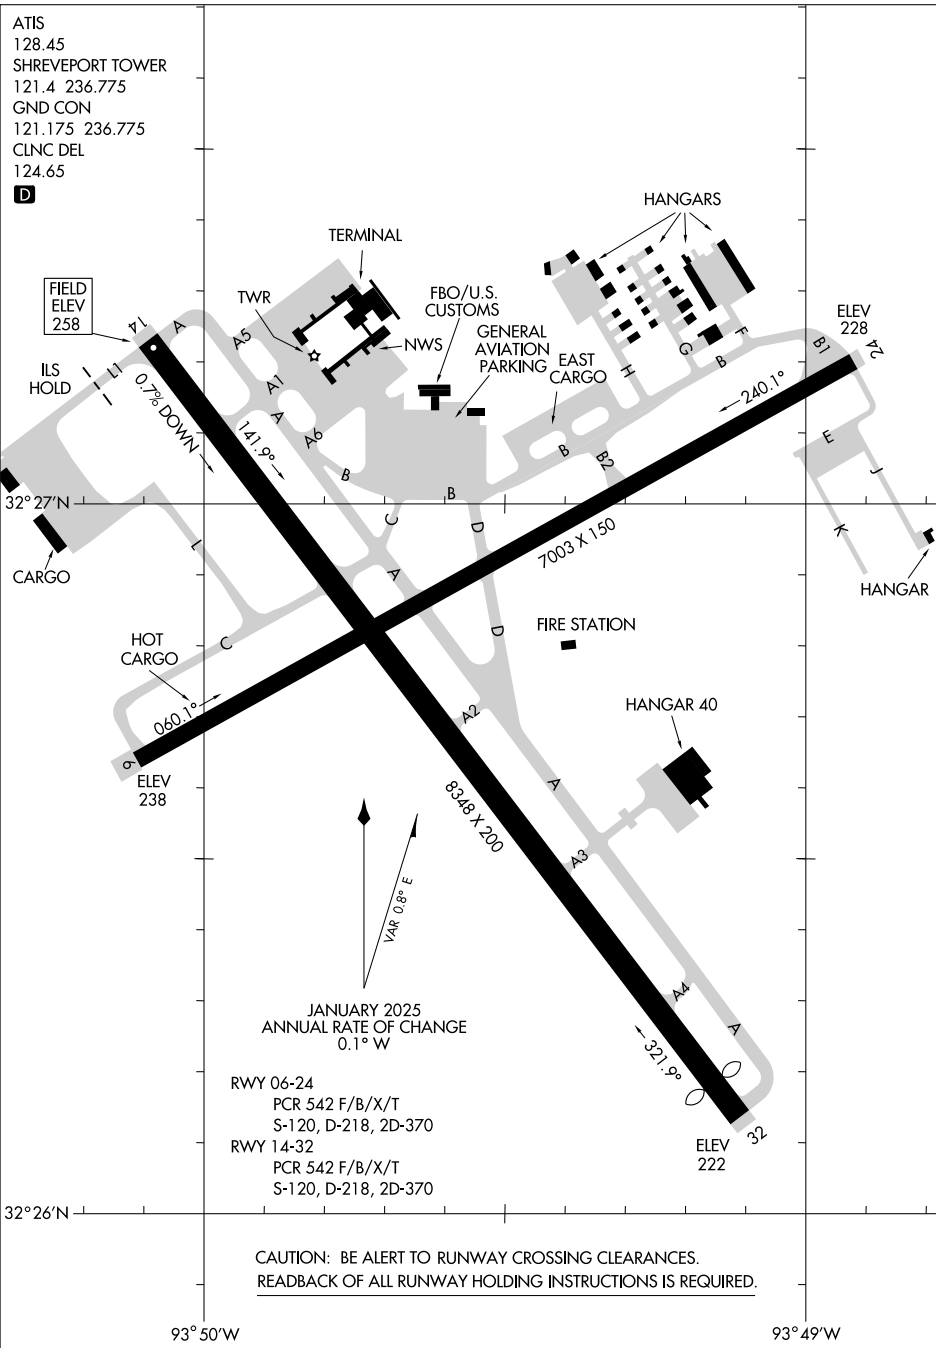 ATIS
128.45
SHREVEPORT TOWER
121.4 236.775
GND CON
121.175 236.775
CLNC DEL
124.65
D
HANGARS
TERMINAL
FIELD
ELEV
258
TWR
FBO/U.S.
CUSTOMS
GENERAL
AVIATION
PARKING
NWS
EAST
CARGO
ELEV
228
14
A
A5
A1
A
A6
L1
ILS
HOLD
0.7% DOWN
141.9°
H
G
B
F
B1
24
240.1°
B
B
B
B2
E
J
K
32°27'N
C
D
7003 X 150
CARGO
L
A
HANGAR
HOT
CARGO
C
D
FIRE STATION
060.1°
6
ELEV
238
A2
HANGAR 40
A
8348 X 200
A3
VAR 0.8° E
A4
A
JANUARY 2025
ANNUAL RATE OF CHANGE
0.1° W
321.9°
RWY 06-24
PCR 542 F/B/X/T
S-120, D-218, 2D-370
RWY 14-32
PCR 542 F/B/X/T
S-120, D-218, 2D-370
32
ELEV
222
32°26'N
CAUTION: BE ALERT TO RUNWAY CROSSING CLEARANCES.
READBACK OF ALL RUNWAY HOLDING INSTRUCTIONS IS REQUIRED.
93°50'W
93°49'W